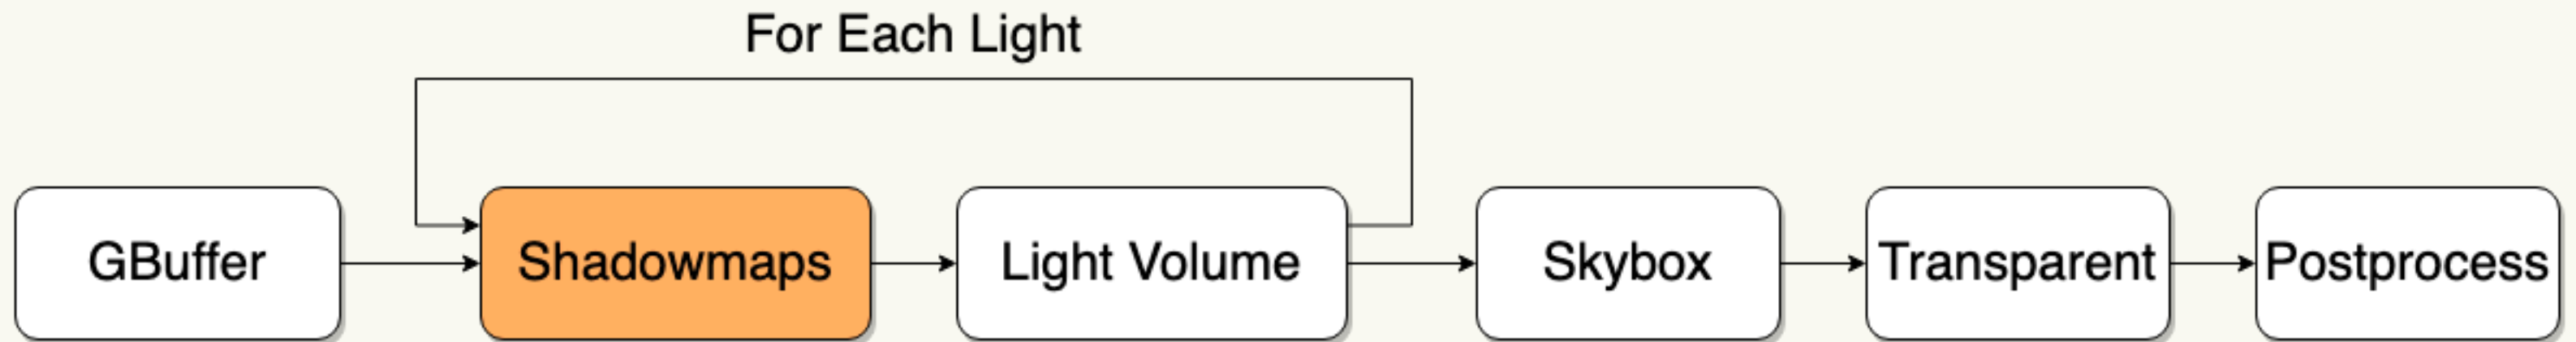 For Each Light
GBuffer
Shadowmaps
Light Volume
Skybox
Transparent
Postprocess